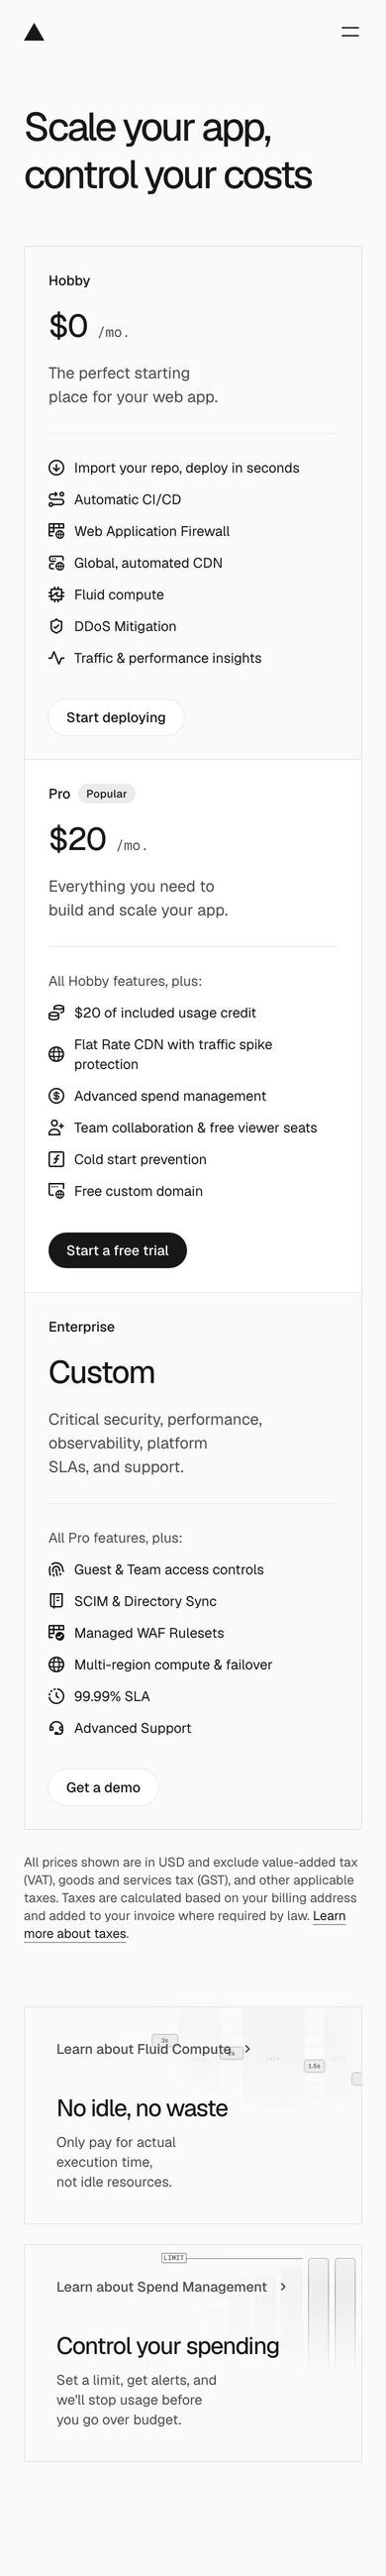 Scale your app,
control your costs
Hobby
$0 /mo.
The perfect starting
place for your web app.
Import your repo, deploy in seconds
Automatic CI/CD
Web Application Firewall
Global, automated CDN
Fluid compute
DDoS Mitigation
Traffic & performance insights
Start deploying
Pro Popular
$20 /mo.
Everything you need to
build and scale your app.
All Hobby features, plus:
$20 of included usage credit
Flat Rate CDN with traffic spike
protection
Advanced spend management
Team collaboration & free viewer seats
Cold start prevention
Free custom domain
Start a free trial
Enterprise
Custom
Critical security, performance,
observability, platform
SLAs, and support.
All Pro features, plus:
Guest & Team access controls
SCIM & Directory Sync
Managed WAF Rulesets
Multi-region compute & failover
99.99% SLA
Advanced Support
Get a demo
All prices shown are in USD and exclude value-added tax
(VAT), goods and services tax (GST), and other applicable
taxes. Taxes are calculated based on your billing address
and added to your invoice where required by law. Learn
more about taxes.
3s
Learn about Fluid Compute
1.5s
No idle, no waste
Only pay for actual
execution time,
not idle resources.
LIMIT
Learn about Spend Management
Control your spending
Set a limit, get alerts, and
we'll stop usage before
you go over budget.